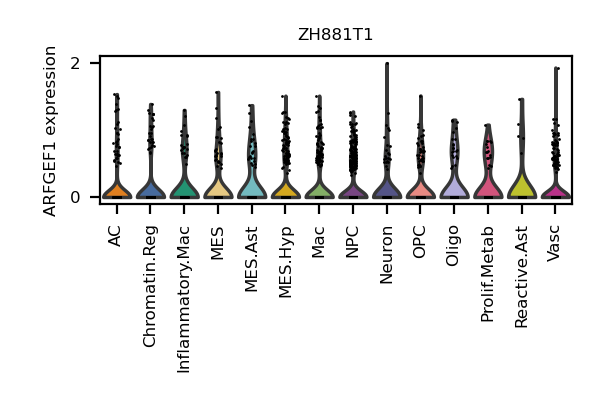 ZH881T1
ARFGEF1 expression
2
0
AC
Chromatin.Reg
Inflammatory.Mac
MES
MES.Ast
MES.Hyp
Mac
NPC
Neuron
OPC
Oligo
Prolif.Metab
Reactive.Ast
Vasc